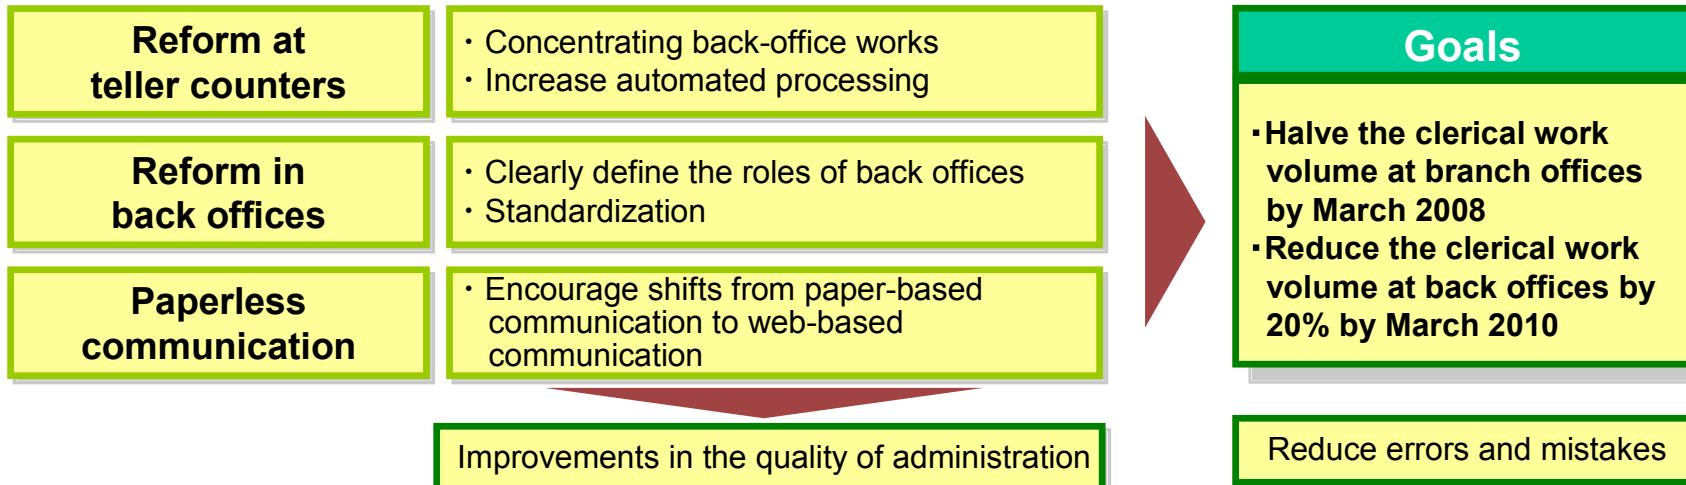 Reform at
teller counters
・Concentrating back-office works
・Increase automated processing
Reform in
back offices
・Clearly define the roles of back offices
・Standardization
Paperless
communication
・Encourage shifts from paper-based
communication to web-based
communication
Improvements in the quality of administration
Goals
・Halve the clerical work
volume at branch offices
by March 2008
・Reduce the clerical work
volume at back offices by
20% by March 2010
Reduce errors and mistakes